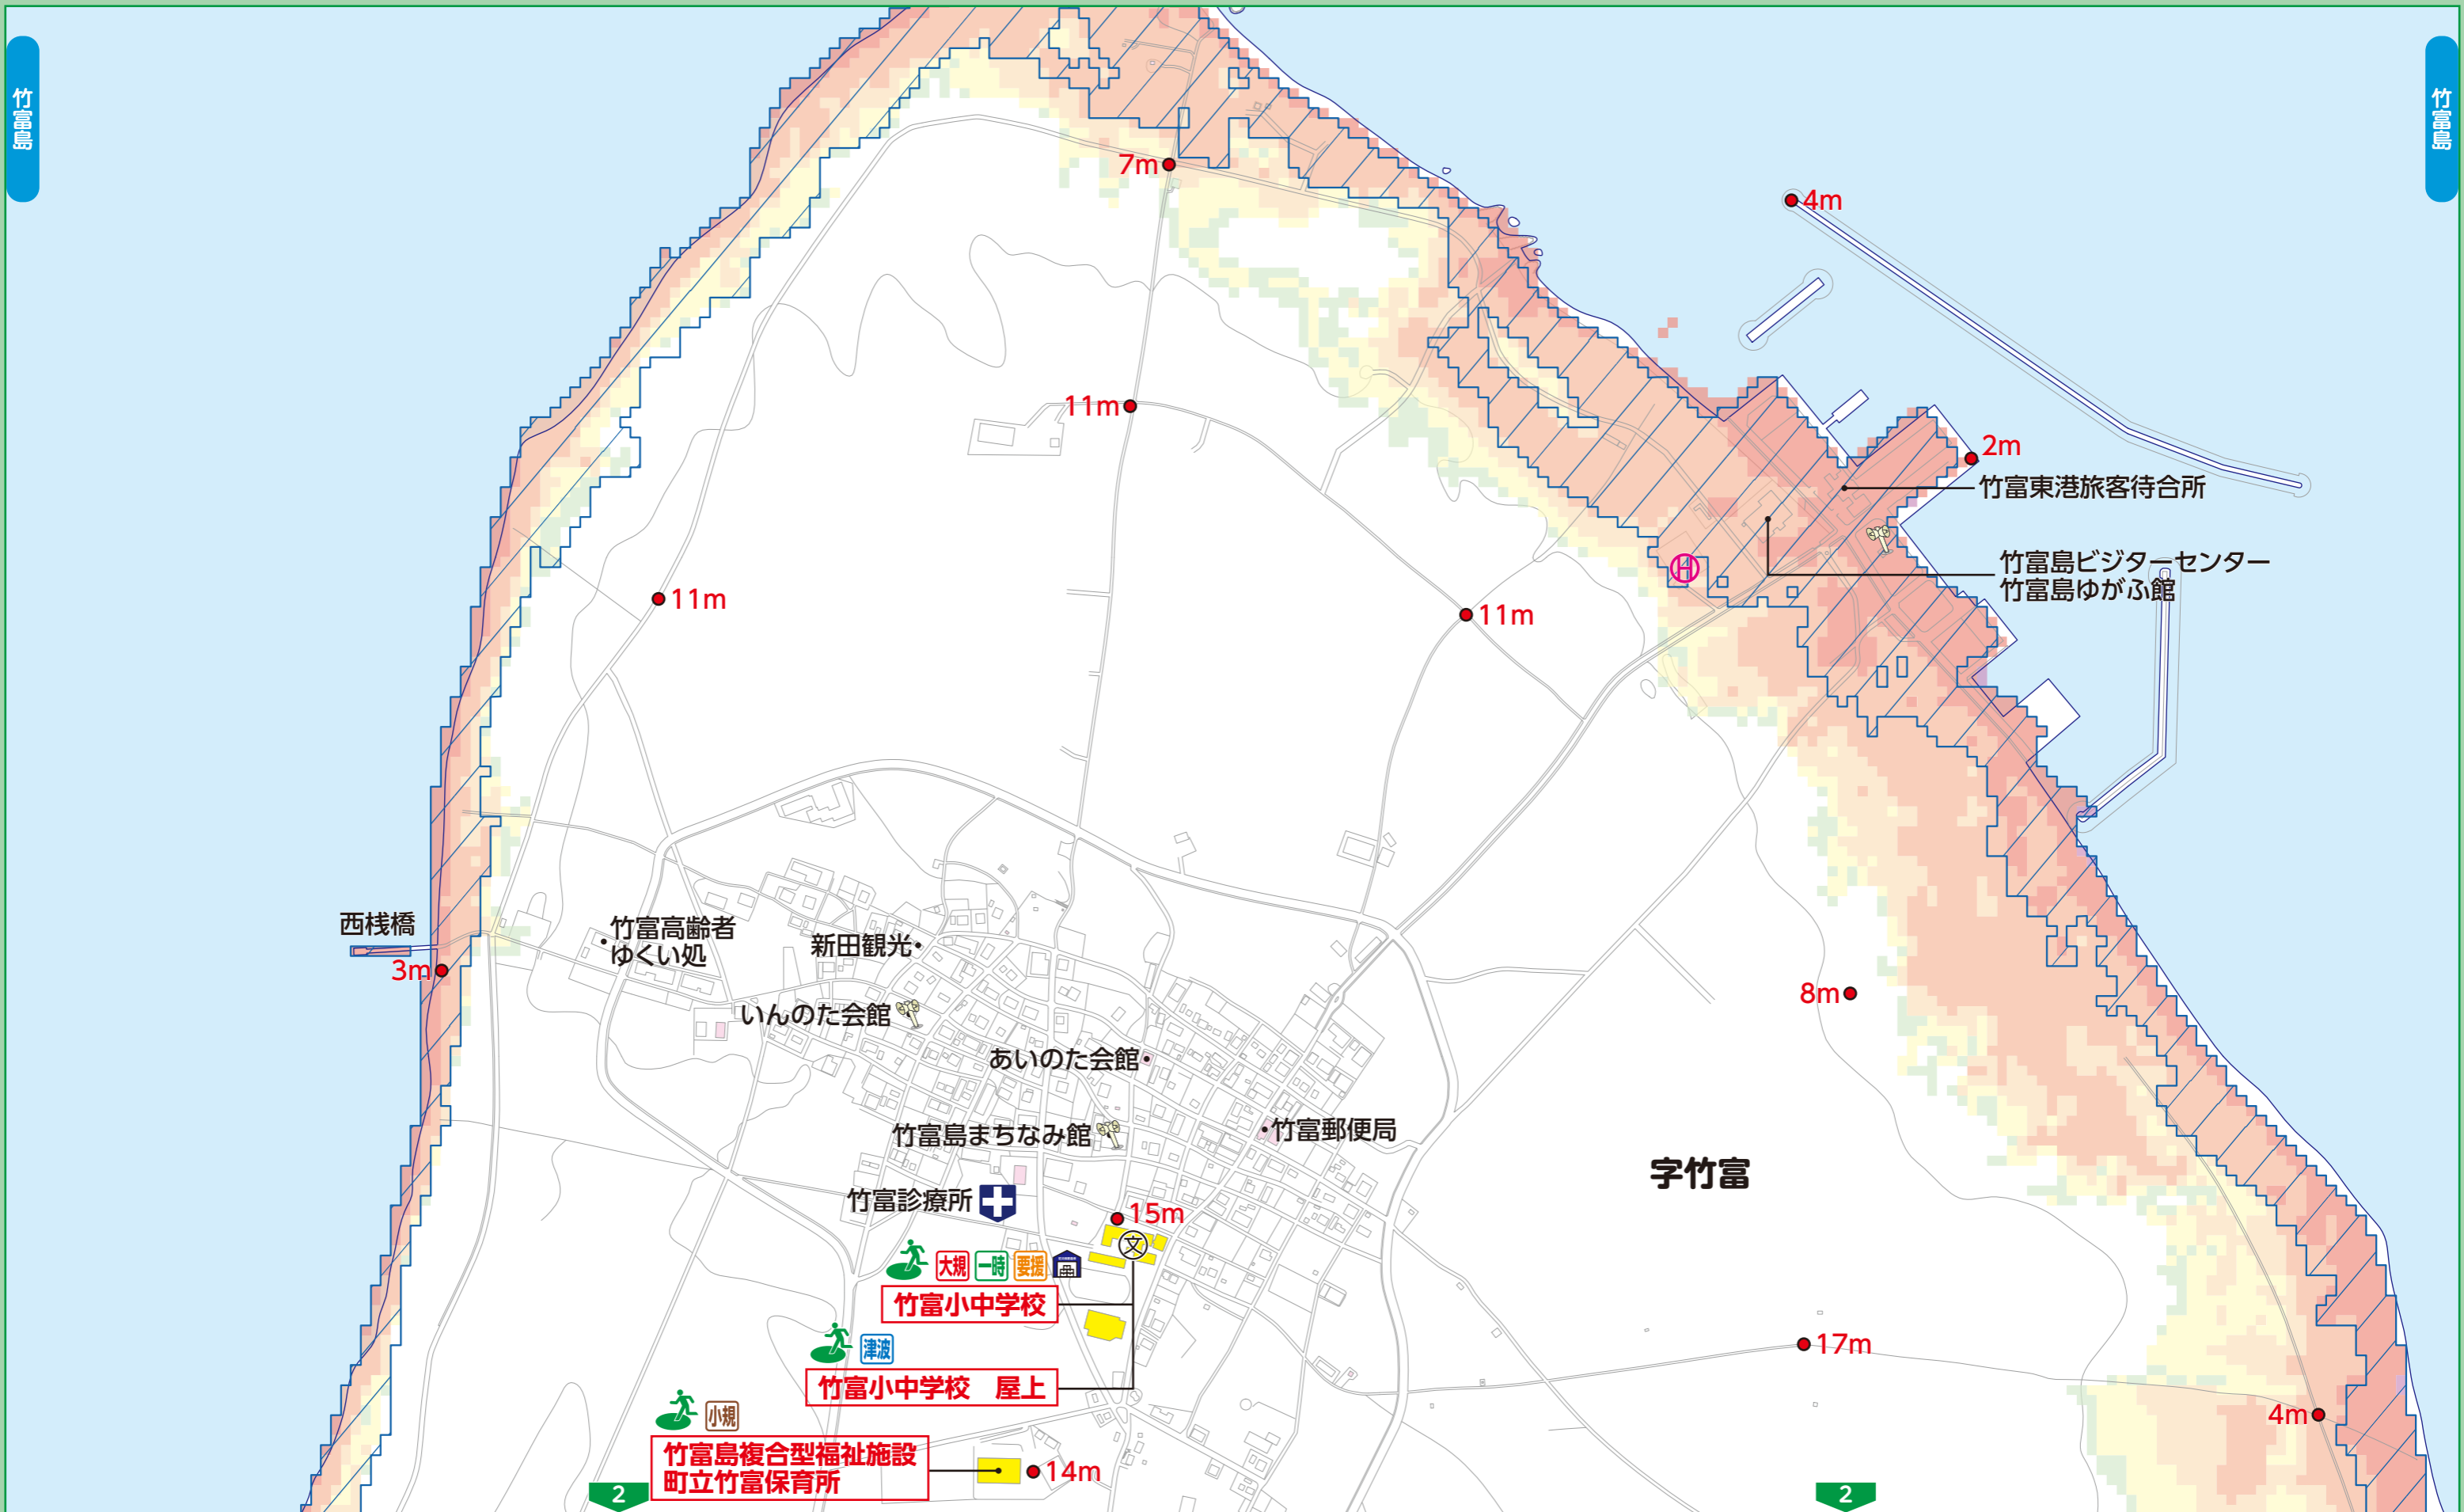 竹富島
竹富島
7m
4m
11m
2m
竹富東港旅客待合所
竹富島ビジターセンター
竹富島ゆがふ館
H
11m
11m
西桟橋
3m
竹富高齢者
ゆくい処
新田観光
いんのた会館
8m
あいのた会館
竹富島まちなみ館
竹富郵便局
字竹富
竹富診療所
15m
文
大規
一時
要援
竹富小中学校
津波
竹富小中学校 屋上
17m
小規
竹富島複合型福祉施設
町立竹富保育所
14m
4m
2
2